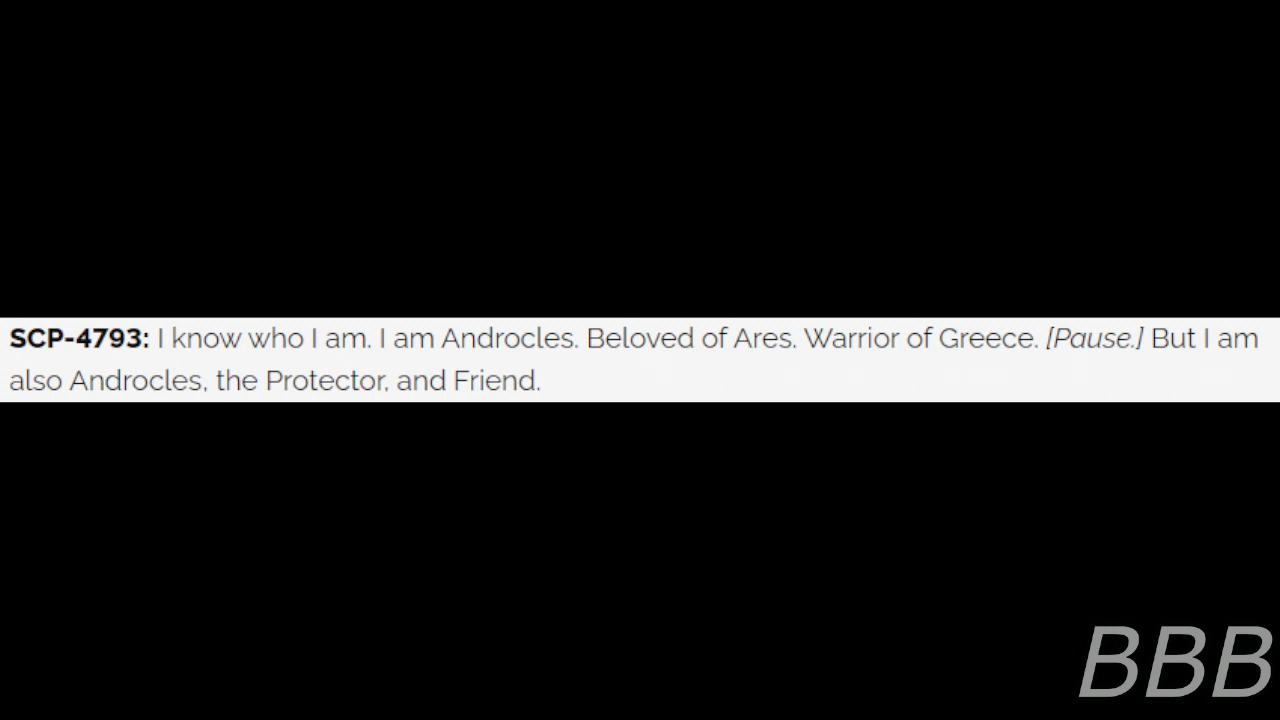 SCP-4793: I know who I am. I am Androcles. Beloved of Ares. Warrior of Greece. [Pause.] But I am
also Androcles, the Protector, and Friend.
BBB